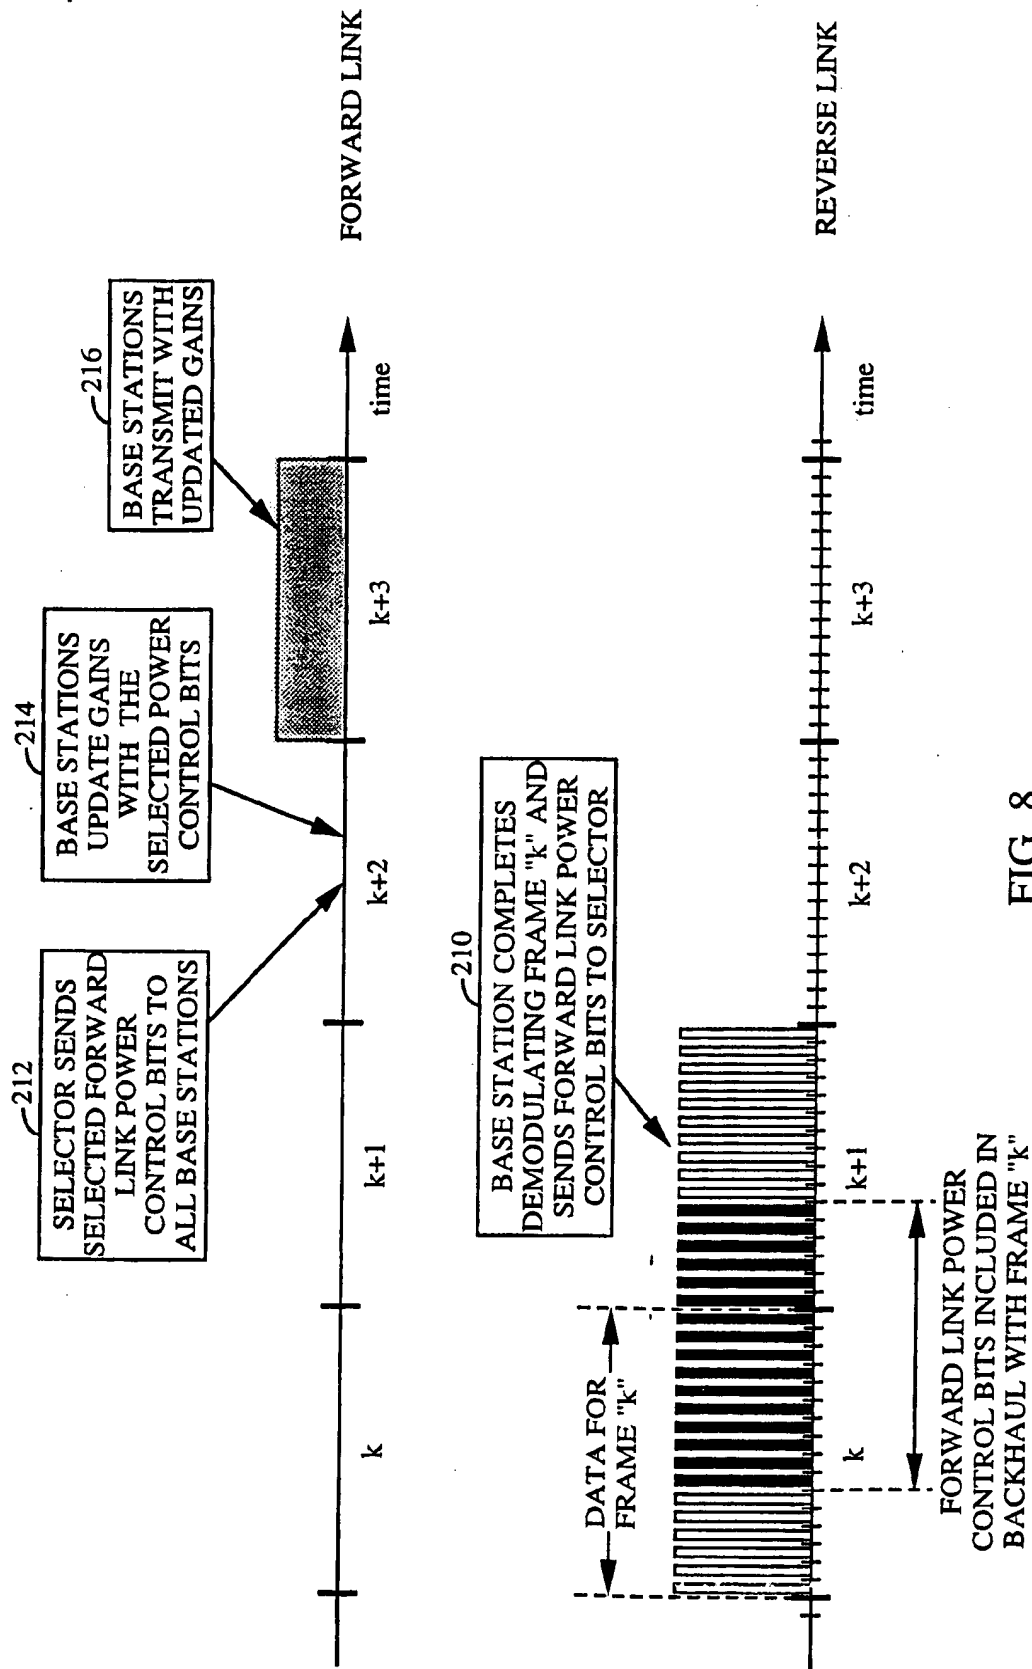 212
SELECTOR SENDS
SELECTED FORWARD
LINK POWER
CONTROL BITS TO
ALL BASE STATIONS
214
BASE STATIONS
UPDATE GAINS
WITH THE
SELECTED POWER
CONTROL BITS
216
BASE STATIONS
TRANSMIT WITH
UPDATED GAINS
k
k+1
k+2
k+3
time
FORWARD LINK
210
BASE STATION COMPLETES
DEMODULATING FRAME "k" AND
SENDS FORWARD LINK POWER
CONTROL BITS TO SELECTOR
DATA FOR
FRAME "k"
k
k+1
k+2
k+3
time
REVERSE LINK
FORWARD LINK POWER
CONTROL BITS INCLUDED IN
BACKHAUL WITH FRAME "k"
FIG. 8